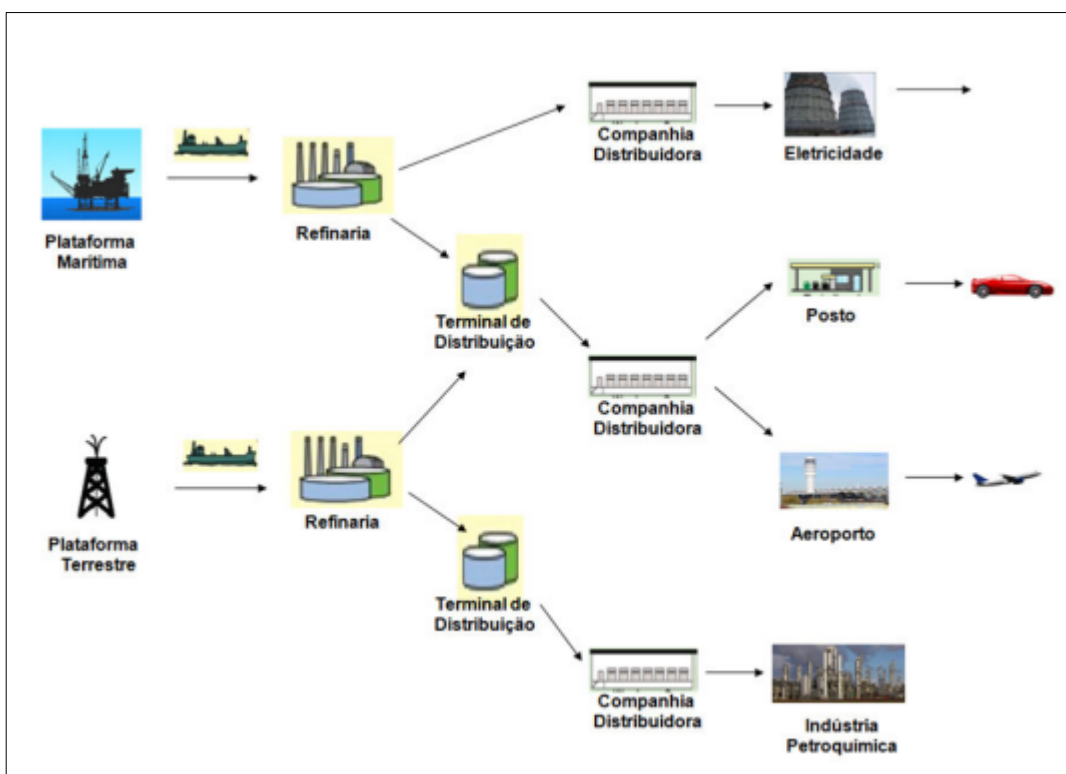 Companhia
Distribuidora
Eletricidade
Plataforma
Marítima
Refinaria
Terminal de
Distribuição
Posto
Companhia
Distribuidora
Plataforma
Terrestre
Refinaria
Aeroporto
Terminal de
Distribuição
Companhia
Distribuidora
Indústria
Petroquímica